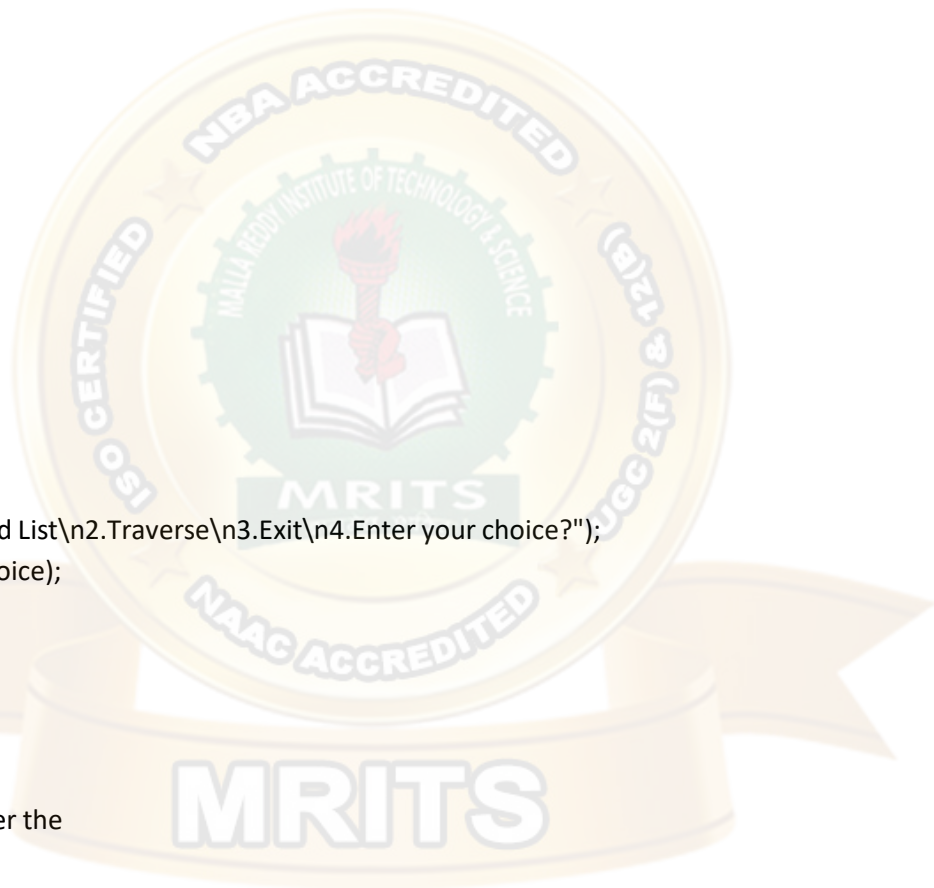 NBA ACCREDITED
MALLA REDDY INSTITUTE OF TECHNOLOGY & SCIENCE
OSI CERTIFIED
UGC 2(F) & 12(B)
MRITS
d List\n2.Traverse\n3.Exit\n4.Enter your choice?");
oice);
NAAC ACCREDITED
MRITS
er the